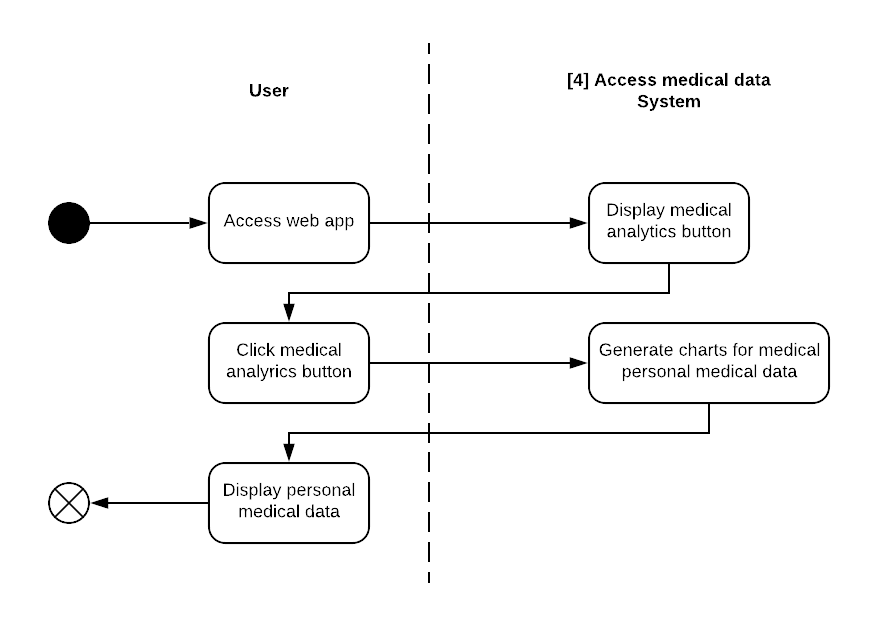 User
[4] Access medical data
System
Access web app
Display medical
analytics button
Click medical
analyrics button
Generate charts for medical
personal medical data
Display personal
medical data